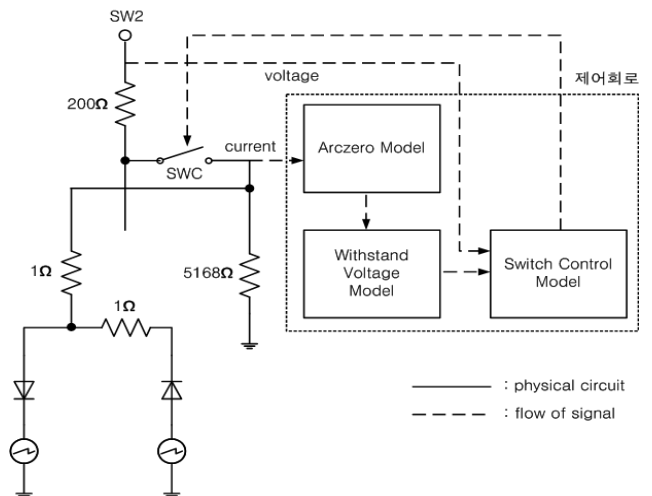 SW2
voltage
제어회로
200Ω
current
Arczero Model
SWC
1Ω
5168Ω
Withstand
Voltage
Model
Switch Control
Model
1Ω
: physical circuit
: flow of signal